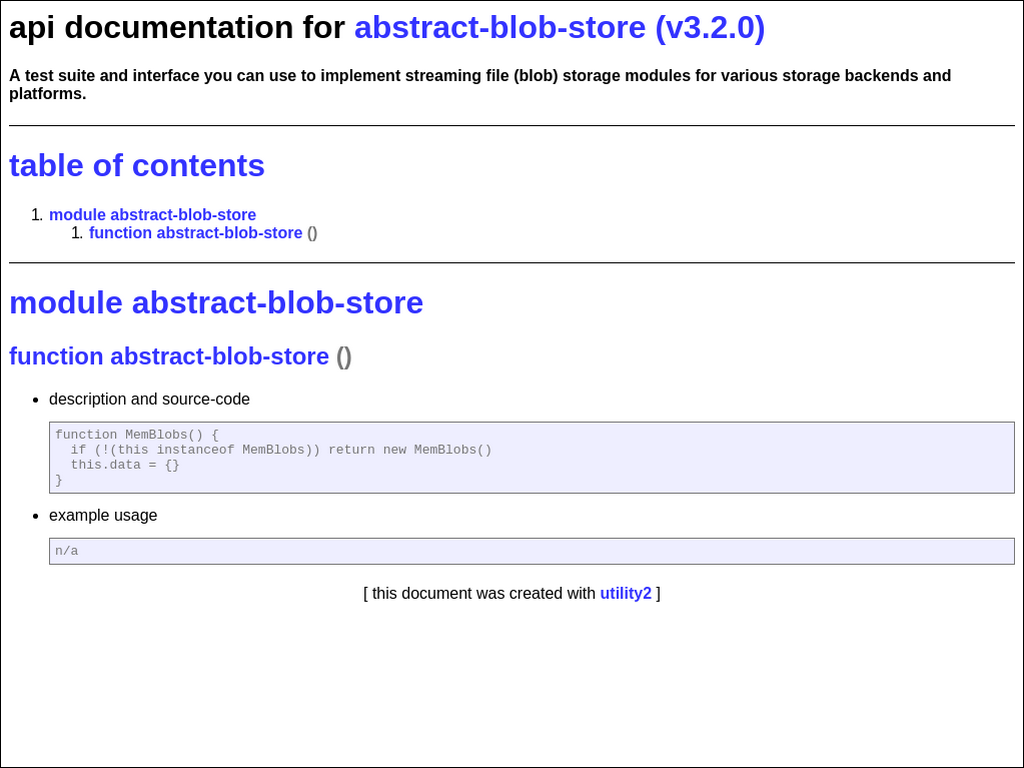 api documentation for abstract-blob-store (v3.2.0)
A test suite and interface you can use to implement streaming file (blob) storage modules for various storage backends and
platforms.
table of contents
1. module abstract-blob-store
1. function abstract-blob-store ()
module abstract-blob-store
function abstract-blob-store ()
• description and source-code
function MemBlobs() {
  if (!(this instanceof MemBlobs)) return new MemBlobs()
  this.data = {}
}
• example usage
n/a
[ this document was created with utility2 ]